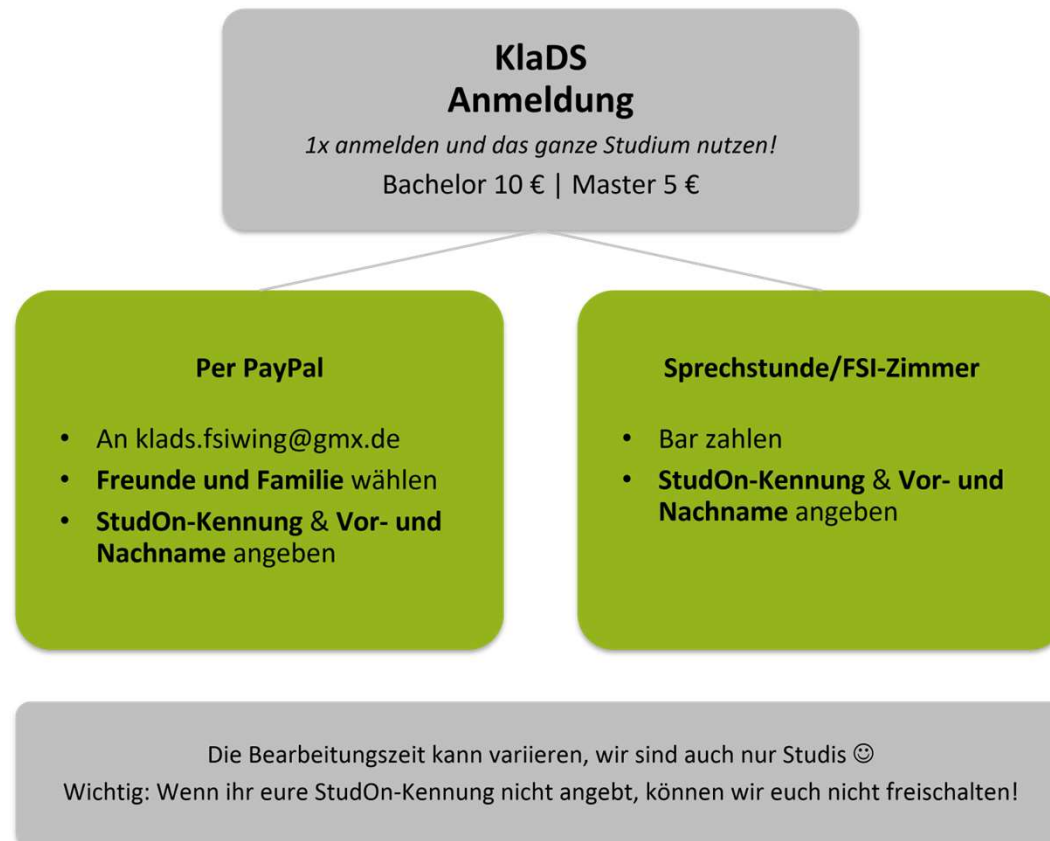 KlaDS
Anmeldung
1x anmelden und das ganze Studium nutzen!
Bachelor 10 € | Master 5 €
Per PayPal
• An klads.fsiwing@gmx.de
• Freunde und Familie wählen
• StudOn-Kennung & Vor- und
Nachname angeben
Sprechstunde/FSI-Zimmer
• Bar zahlen
• StudOn-Kennung & Vor- und
Nachname angeben
Die Bearbeitungszeit kann variieren, wir sind auch nur Studis ☺
Wichtig: Wenn ihr eure StudOn-Kennung nicht angebt, können wir euch nicht freischalten!